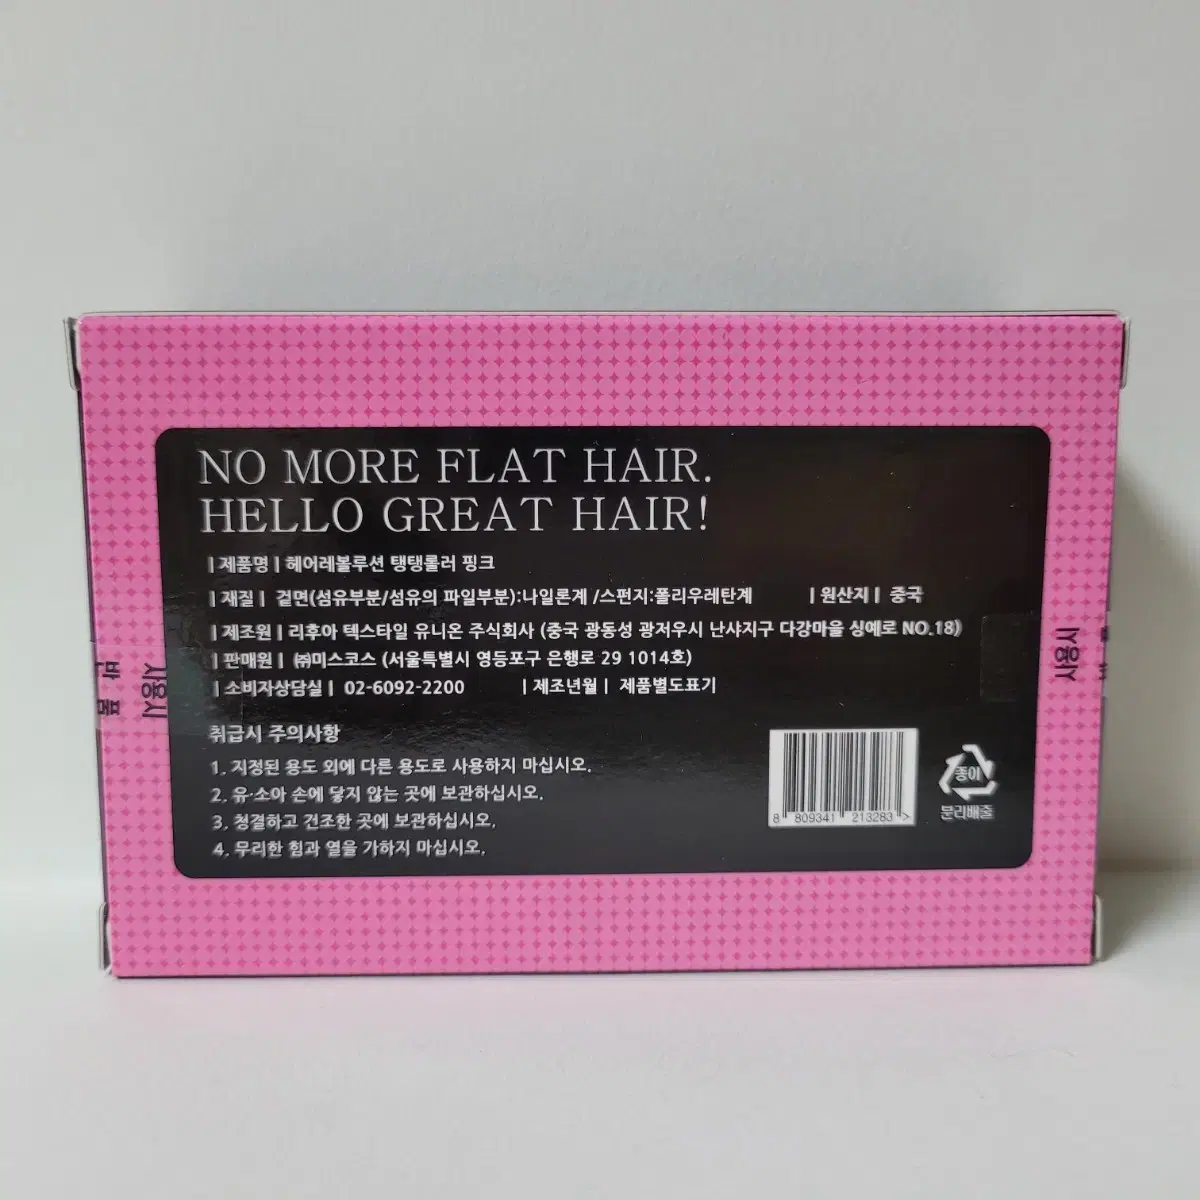 NO MORE FLAT HAIR.
HELLO GREAT HAIR!
| 제품명 | 헤어레볼루션 탱탱롤러 핑크
| 재질 | 겉면(섬유부분/섬유의 파일부분):나일론계 /스펀지:폴리우레탄계 | 원산지 | 중국
| 제조원 | 리후아 텍스타일 유니온 주식회사 (중국 광동성 광저우시 난샤지구 다강마을 싱예로 NO.18)
| 판매원 | ㈜미스코스 (서울특별시 영등포구 은행로 29 1014호)
| 소비자상담실 | 02-6092-2200 | 제조년월 | 제품별도표기
취급시 주의사항
1. 지정된 용도 외에 다른 용도로 사용하지 마십시오.
2. 유·소아 손에 닿지 않는 곳에 보관하십시오.
3. 청결하고 건조한 곳에 보관하십시오.
4. 무리한 힘과 열을 가하지 마십시오.
8 809341 213283 >
종이
분리배출
사용시
반품